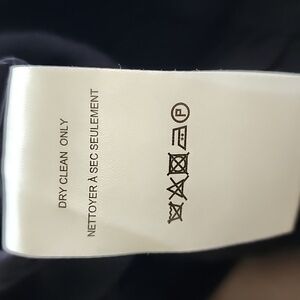 DRY CLEAN ONLY
NETTOYER À SEC SEULEMENT
P